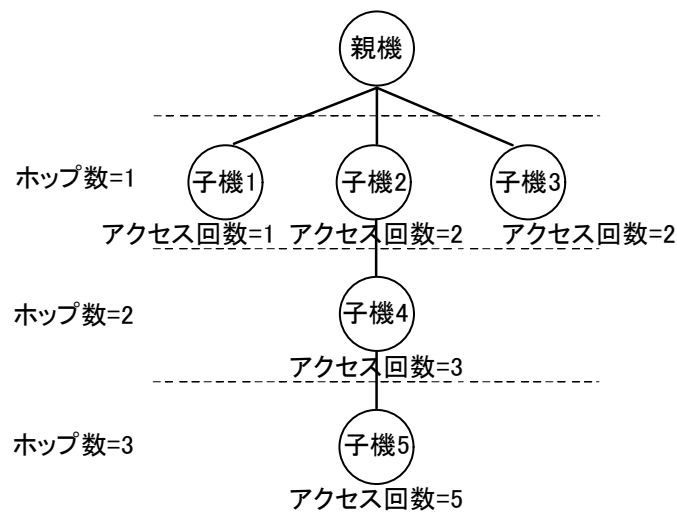 親機
ホップ数=1
子機1
子機2
子機3
アクセス回数=1
アクセス回数=2
アクセス回数=2
ホップ数=2
子機4
アクセス回数=3
ホップ数=3
子機5
アクセス回数=5